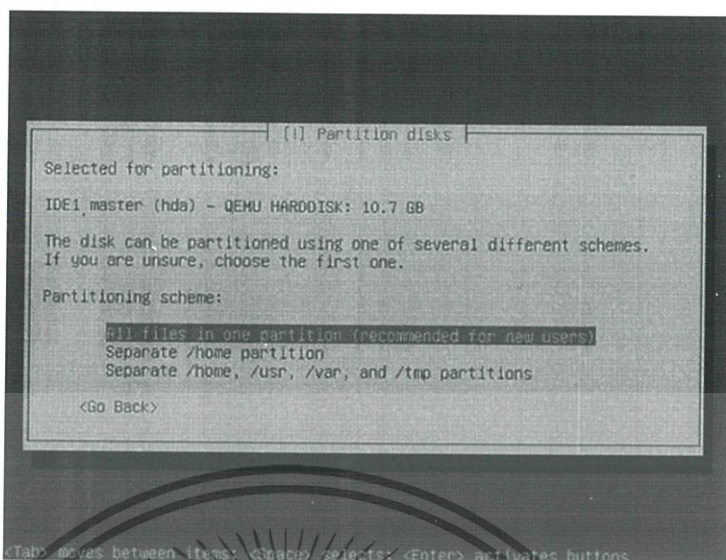 [!] Partition disks
Selected for partitioning:
IDE1 master (hda) - QEMU HARDDISK: 10.7 GB
The disk can be partitioned using one of several different schemes.
If you are unsure, choose the first one.
Partitioning scheme:
All files in one partition (recommended for new users)
Separate /home partition
Separate /home, /usr, /var, and /tmp partitions
<Go Back>
<Tab> moves between items; <Space> selects; <Enter> activates buttons